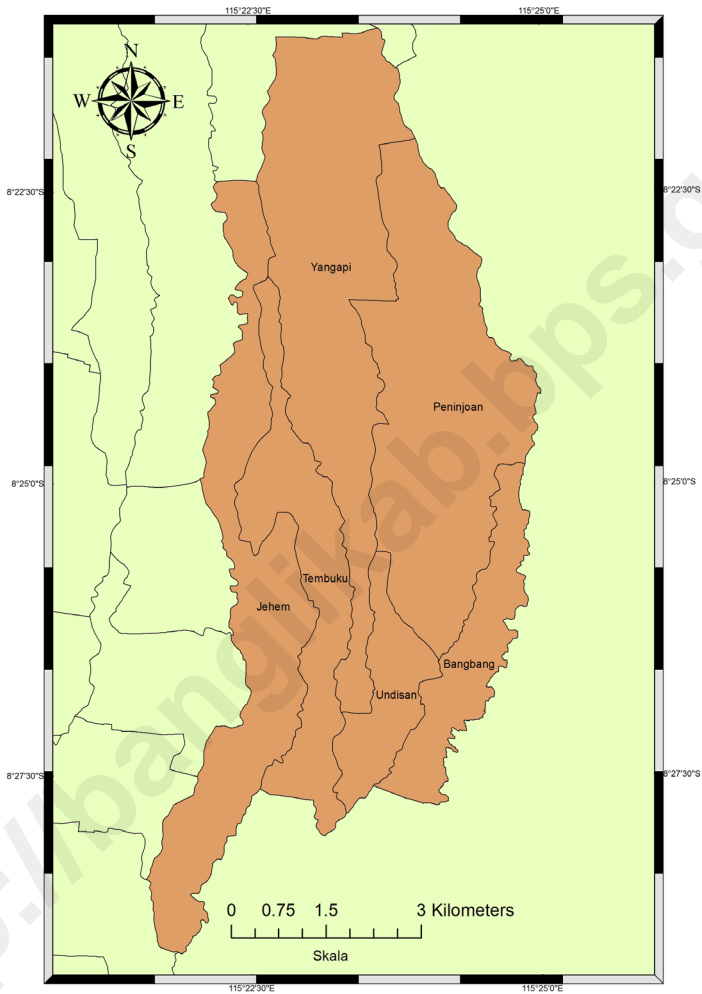 115°22'30"E 115°25'0"E
N
W E
S
8°22'30"S 8°22'30"S
Yangapi
Peninjoan
8°25'0"S 8°25'0"S
Tembuku
Jehem
Bangbang
Undisan
8°27'30"S 8°27'30"S
0 0.75 1.5 3 Kilometers
Skala
115°22'30"E 115°25'0"E
p://banglikab.bps.g